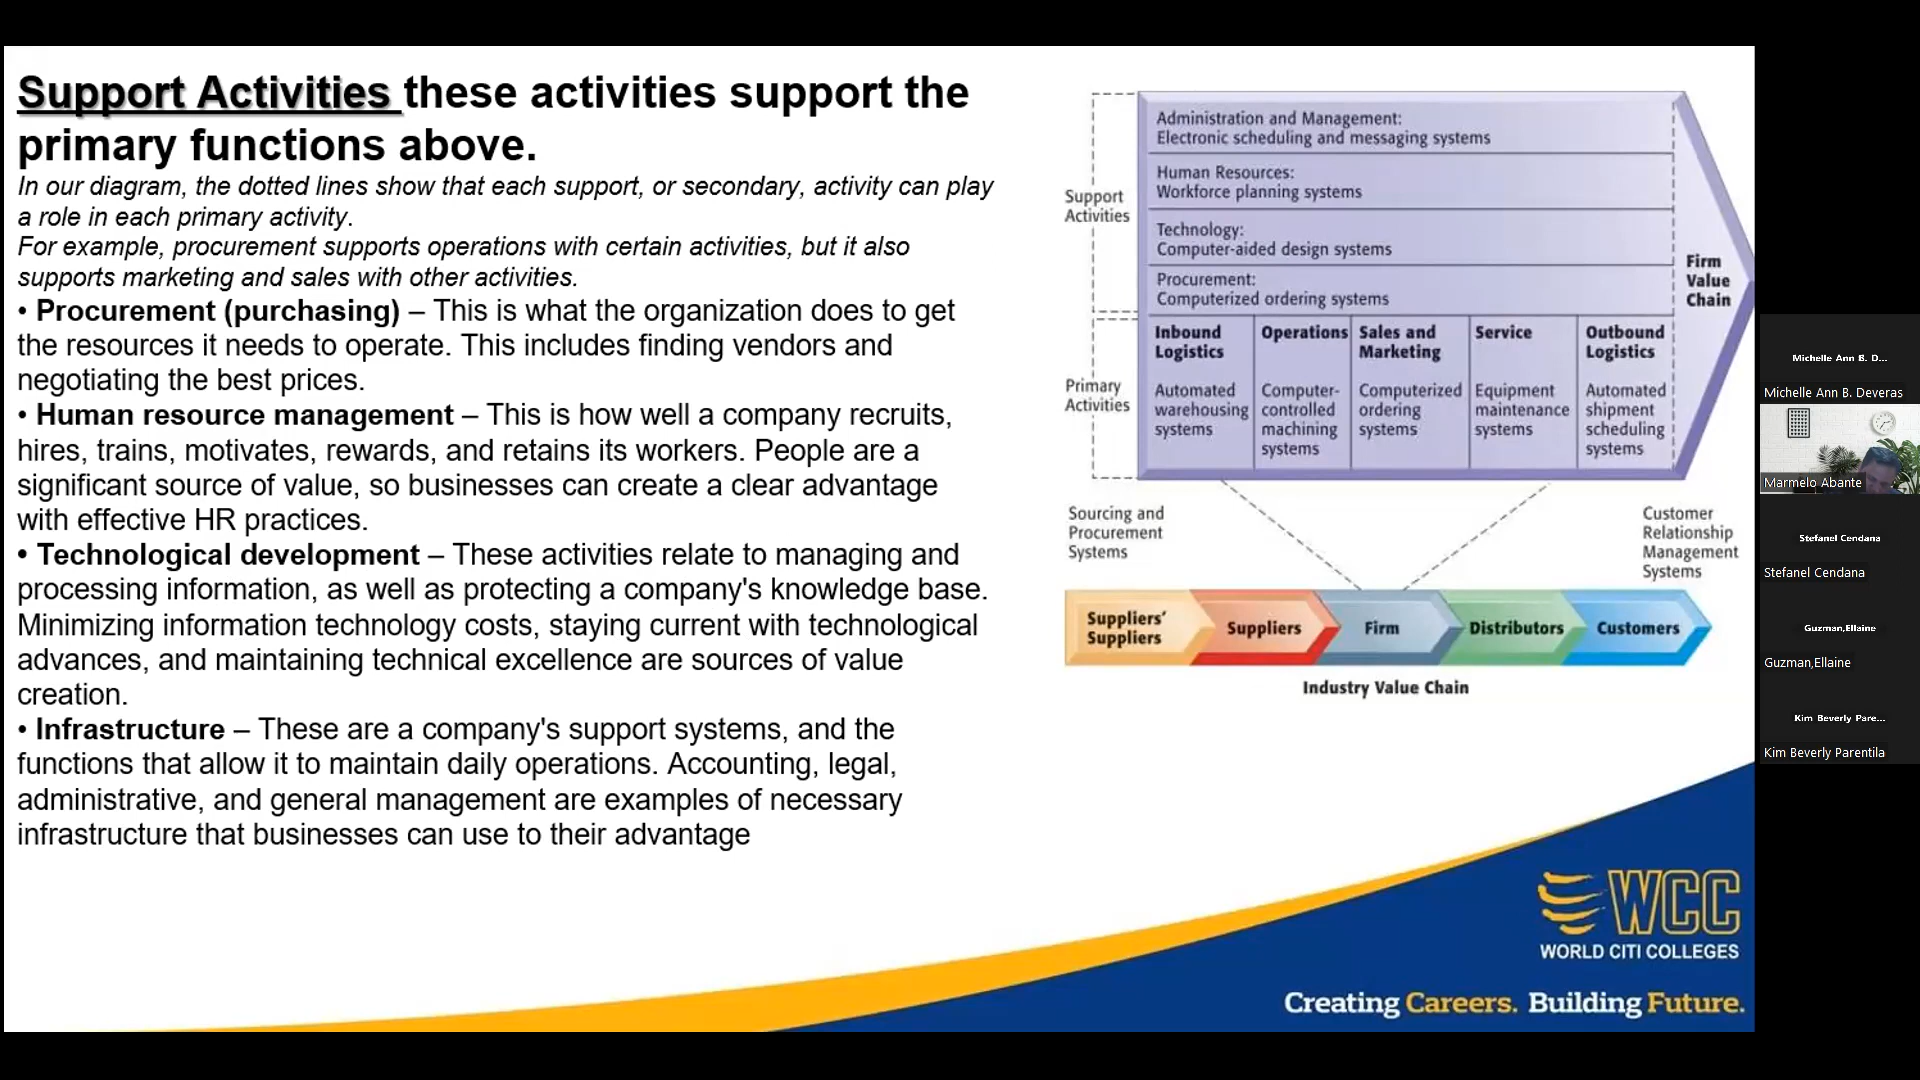 Support Activities these activities support the
primary functions above.
In our diagram, the dotted lines show that each support, or secondary, activity can play
a role in each primary activity.
For example, procurement supports operations with certain activities, but it also
supports marketing and sales with other activities.
• Procurement (purchasing) – This is what the organization does to get
the resources it needs to operate. This includes finding vendors and
negotiating the best prices.
• Human resource management – This is how well a company recruits,
hires, trains, motivates, rewards, and retains its workers. People are a
significant source of value, so businesses can create a clear advantage
with effective HR practices.
• Technological development – These activities relate to managing and
processing information, as well as protecting a company's knowledge base.
Minimizing information technology costs, staying current with technological
advances, and maintaining technical excellence are sources of value
creation.
• Infrastructure – These are a company's support systems, and the
functions that allow it to maintain daily operations. Accounting, legal,
administrative, and general management are examples of necessary
infrastructure that businesses can use to their advantage
Support
Activities
Administration and Management:
Electronic scheduling and messaging systems
Human Resources:
Workforce planning systems
Technology:
Computer-aided design systems
Procurement:
Computerized ordering systems
Firm
Value
Chain
Primary
Activities
Inbound
Logistics
Automated
warehousing
systems
Operations
Computer-
controlled
machining
systems
Sales and
Marketing
Computerized
ordering
systems
Service
Equipment
maintenance
systems
Outbound
Logistics
Automated
shipment
scheduling
systems
Sourcing and
Procurement
Systems
Customer
Relationship
Management
Systems
Suppliers'
Suppliers
Suppliers
Firm
Distributors
Customers
Industry Value Chain
WCC
WORLD CITI COLLEGES
Creating Careers. Building Future.
Michelle Ann B. D...
Michelle Ann B. Deveras
Marmelo Abante
Stefanel Cendana
Stefanel Cendana
Guzman,Ellaine
Guzman,Ellaine
Kim Beverly Pare...
Kim Beverly Parentila